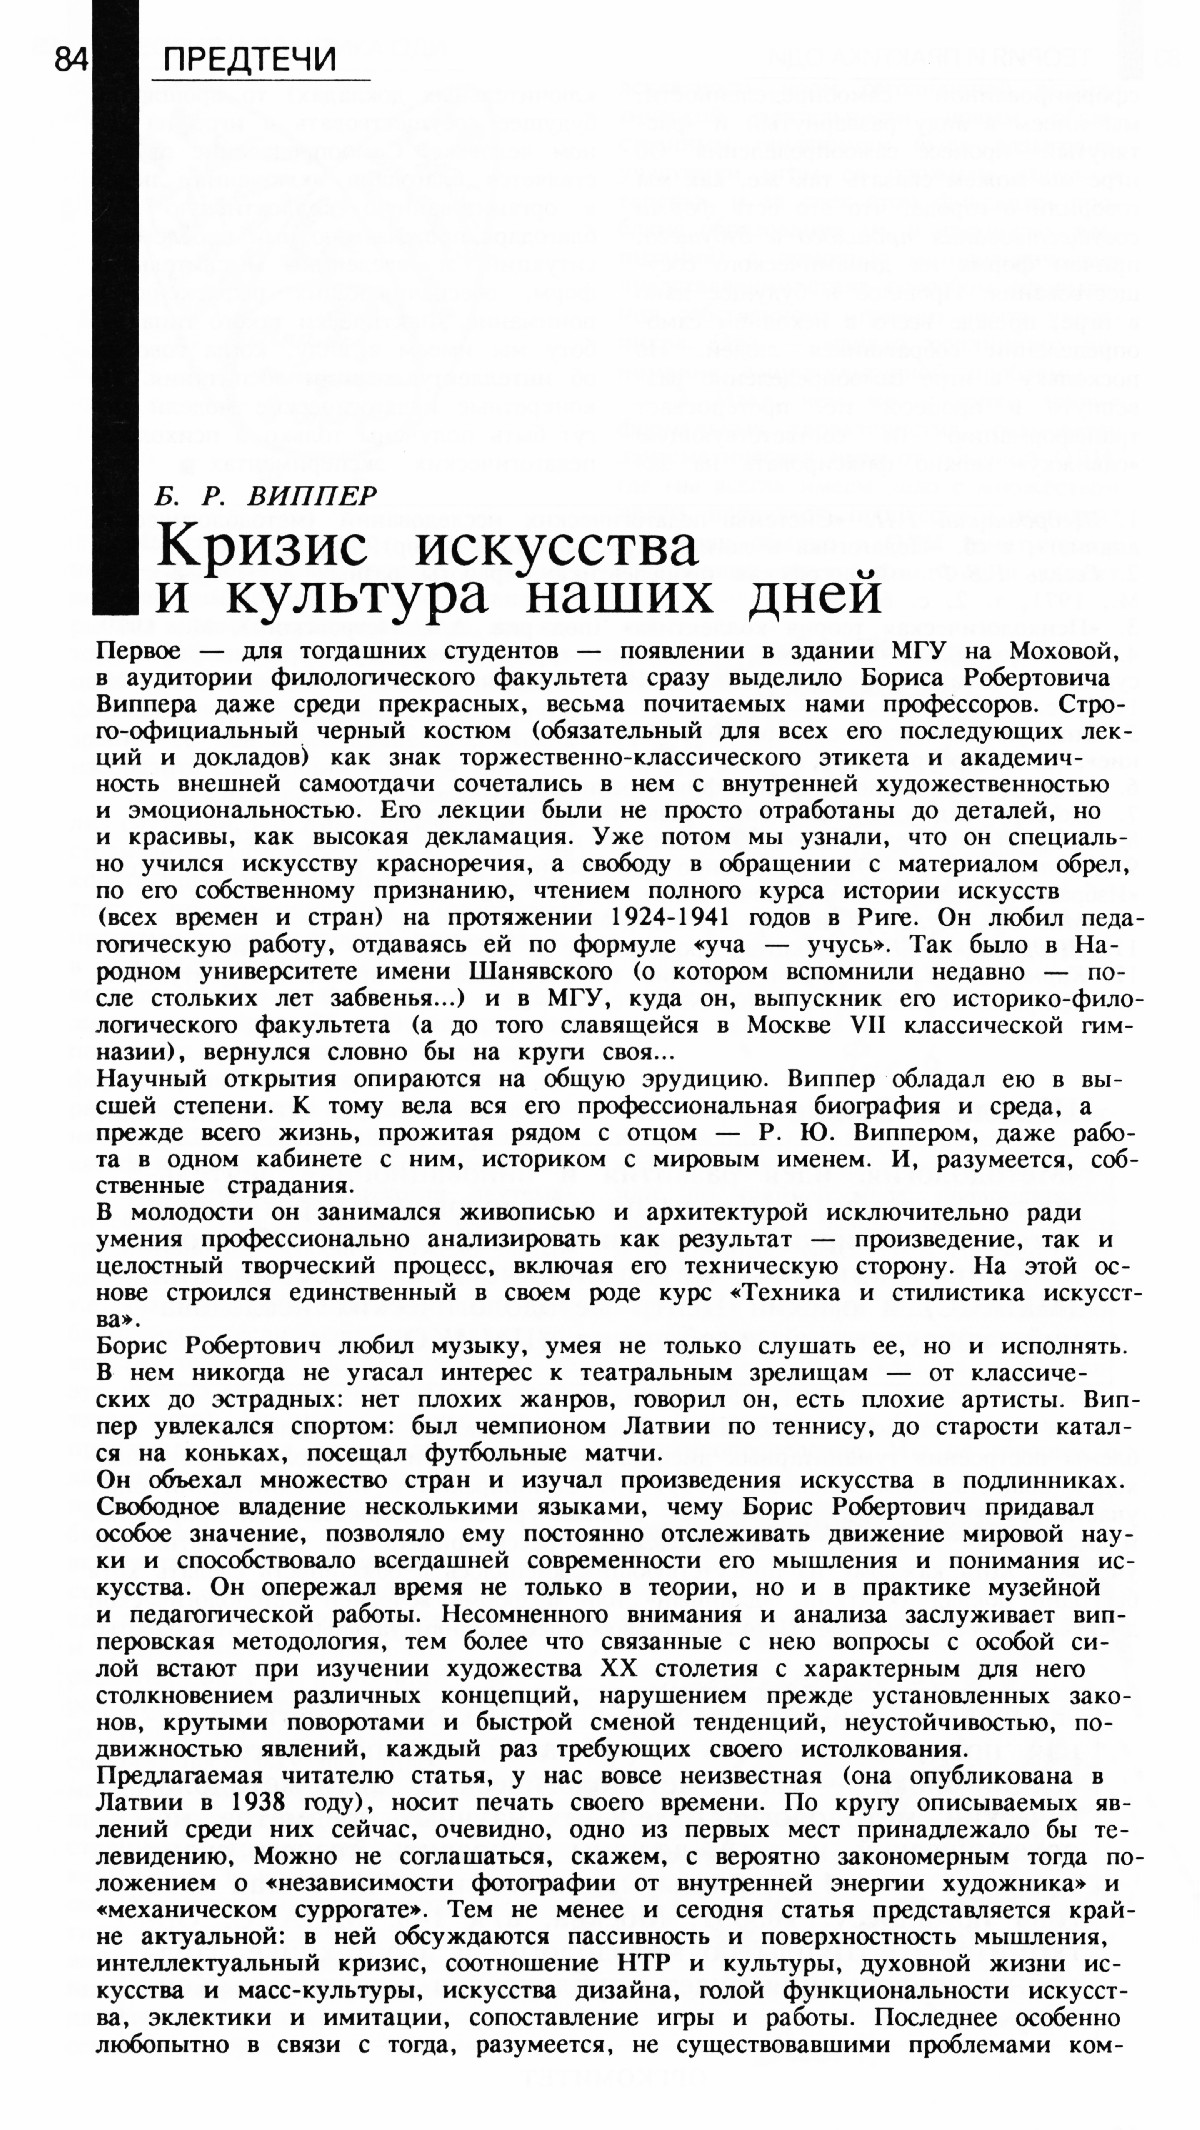 84 ПРЕДТЕЧИ
Б. Р. ВИППЕР
Кризис искусства
и культура наших дней
Первое — для тогдашних студентов — появлении в здании МГУ на Моховой,
в аудитории филологического факультета сразу выделило Бориса Робертовича
Виппера даже среди прекрасных, весьма почитаемых нами профессоров. Стро-
го-официальный черный костюм (обязательный для всех его последующих лек-
ций и докладов) как знак торжественно-классического этикета и академич-
ность внешней самоотдачи сочетались в нем с внутренней художественностью
и эмоциональностью. Его лекции были не просто отработаны до деталей, но
и красивы, как высокая декламация. Уже потом мы узнали, что он специаль-
но учился искусству красноречия, а свободу в обращении с материалом обрел,
по его собственному признанию, чтением полного курса истории искусств
(всех времен и стран) на протяжении 1924-1941 годов в Риге. Он любил педа-
гогическую работу, отдаваясь ей по формуле «уча — учусь». Так было в На-
родном университете имени Шанявского (о котором вспомнили недавно — по-
сле стольких лет забвенья...) и в МГУ, куда он, выпускник его историко-фило-
логического факультета (а до того славящейся в Москве VII классической гим-
назии), вернулся словно бы на круги своя...
Научный открытия опираются на общую эрудицию. Виппер обладал ею в вы-
сшей степени. К тому вела вся его профессиональная биография и среда, а
прежде всего жизнь, прожитая рядом с отцом — Р. Ю. Виппером, даже рабо-
та в одном кабинете с ним, историком с мировым именем. И, разумеется, соб-
ственные страдания.
В молодости он занимался живописью и архитектурой исключительно ради
умения профессионально анализировать как результат — произведение, так и
целостный творческий процесс, включая его техническую сторону. На этой ос-
нове строился единственный в своем роде курс «Техника и стилистика искусст-
ва».
Борис Робертович любил музыку, умея не только слушать ее, но и исполнять.
В нем никогда не угасал интерес к театральным зрелищам — от классиче-
ских до эстрадных: нет плохих жанров, говорил он, есть плохие артисты. Вип-
пер увлекался спортом: был чемпионом Латвии по теннису, до старости катал-
ся на коньках, посещал футбольные матчи.
Он объехал множество стран и изучал произведения искусства в подлинниках.
Свободное владение несколькими языками, чему Борис Робертович придавал
особое значение, позволяло ему постоянно отслеживать движение мировой нау-
ки и способствовало всегдашней современности его мышления и понимания ис-
кусства. Он опережал время не только в теории, но и в практике музейной
и педагогической работы. Несомненного внимания и анализа заслуживает вип-
перовская методология, тем более что связанные с нею вопросы с особой си-
лой встают при изучении художества XX столетия с характерным для него
столкновением различных концепций, нарушением прежде установленных зако-
нов, крутыми поворотами и быстрой сменой тенденций, неустойчивостью, по-
движностью явлений, каждый раз требующих своего истолкования.
Предлагаемая читателю статья, у нас вовсе неизвестная (она опубликована в
Латвии в 1938 году), носит печать своего времени. По кругу описываемых яв-
лений среди них сейчас, очевидно, одно из первых мест принадлежало бы те-
левидению, Можно не соглашаться, скажем, с вероятно закономерным тогда по-
ложением о «независимости фотографии от внутренней энергии художника» и
«механическом суррогате». Тем не менее и сегодня статья представляется край-
не актуальной: в ней обсуждаются пассивность и поверхностность мышления,
интеллектуальный кризис, соотношение НТР и культуры, духовной жизни ис-
кусства и масс-культуры, искусства дизайна, голой функциональности искусст-
ва, эклектики и имитации, сопоставление игры и работы. Последнее особенно
любопытно в связи с тогда, разумеется, не существовавшими проблемами ком-